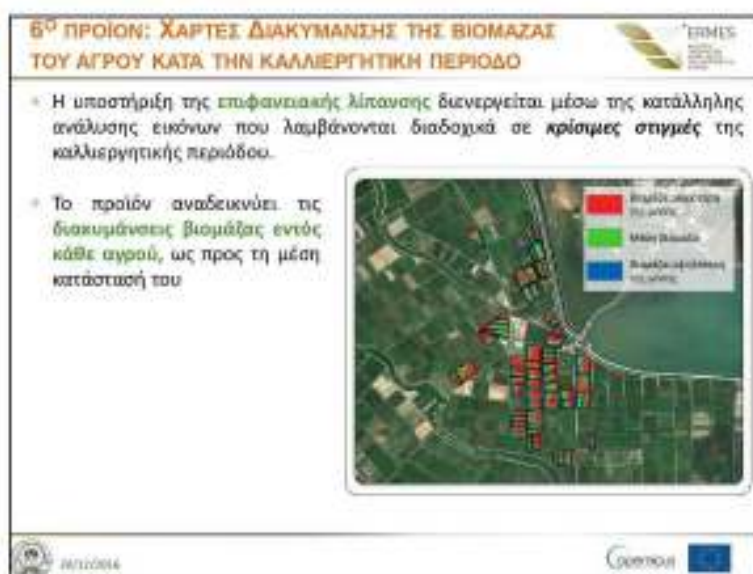 6Ο ΠΡΟΪΟΝ: ΧΑΡΤΕΣ ΔΙΑΚΥΜΑΝΣΗΣ ΤΗΣ ΒΙΟΜΑΖΑΣ
ΤΟΥ ΑΓΡΟΥ ΚΑΤΑ ΤΗΝ ΚΑΛΛΙΕΡΓΗΤΙΚΗ ΠΕΡΙΟΔΟ
ERMES
Η υποστήριξη της επιφανειακής λίπανσης διενεργείται μέσω της κατάλληλης
ανάλυσης εικόνων που λαμβάνονται διαδοχικά σε κρίσιμες στιγμές της
καλλιεργητικής περιόδου.
Το προϊόν αναδεικνύει τις
διακυμάνσεις βιομάζας εντός
κάθε αγρού, ως προς τη μέση
κατάστασή του
Μέση βιομάζα
Copernicus